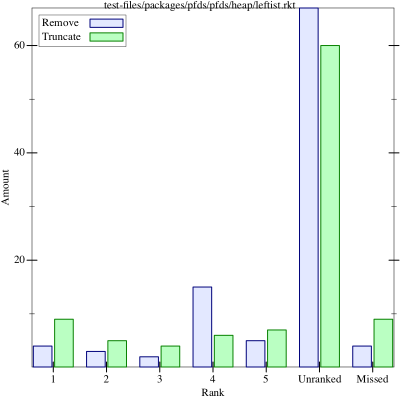 test-files/packages/pfds/pfds/heap/leftist.rkt
Remove
Truncate
60
40
20
Amount
1 2 3 4 5 Unranked Missed
Rank